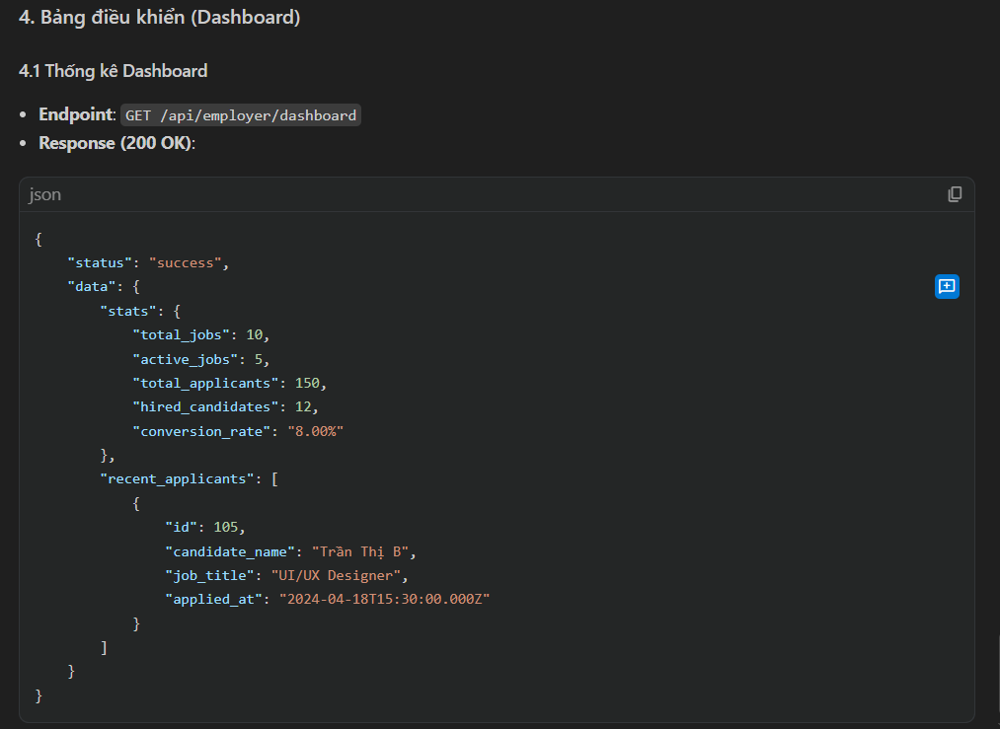 4. Bảng điều khiển (Dashboard)
4.1 Thống kê Dashboard
• Endpoint: GET /api/employer/dashboard
• Response (200 OK):
json
{
    "status": "success",
    "data": {
        "stats": {
            "total_jobs": 10,
            "active_jobs": 5,
            "total_applicants": 150,
            "hired_candidates": 12,
            "conversion_rate": "8.00%"
        },
        "recent_applicants": [
            {
                "id": 105,
                "candidate_name": "Trần Thị B",
                "job_title": "UI/UX Designer",
                "applied_at": "2024-04-18T15:30:00.000Z"
            }
        ]
    }
}